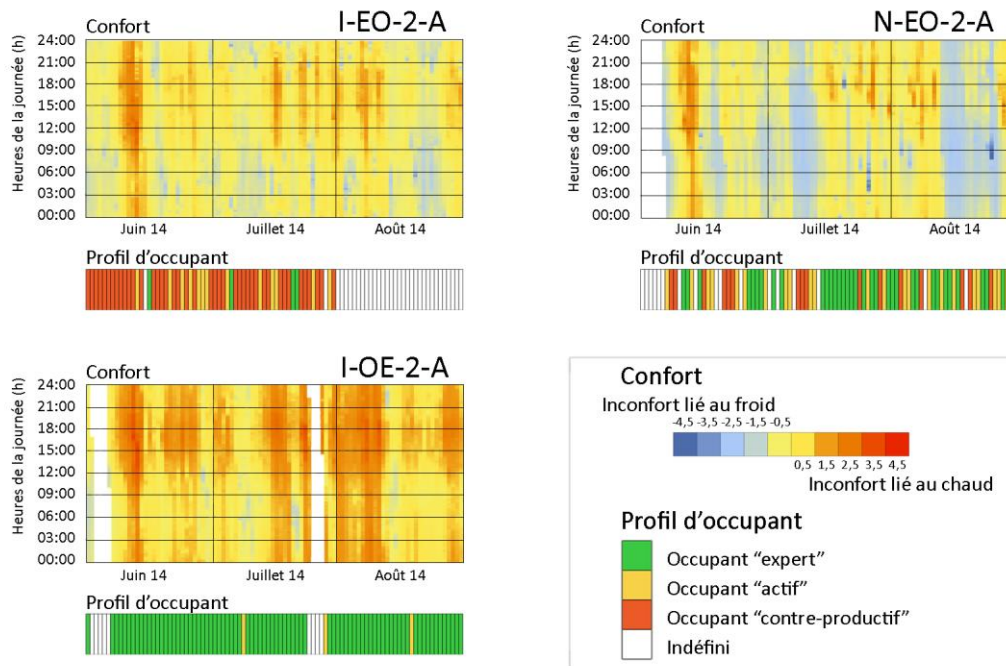 I-EO-2-A
Confort
Heures de la journée (h)
24:00
21:00
18:00
15:00
12:00
09:00
06:00
03:00
00:00
Juin 14 Juillet 14 Août 14
Profil d'occupant
N-EO-2-A
Confort
Heures de la journée (h)
24:00
21:00
18:00
15:00
12:00
09:00
06:00
03:00
00:00
Juin 14 Juillet 14 Août 14
Profil d'occupant
I-OE-2-A
Confort
Heures de la journée (h)
24:00
21:00
18:00
15:00
12:00
09:00
06:00
03:00
00:00
Juin 14 Juillet 14 Août 14
Profil d'occupant
Confort
Inconfort lié au froid
-4,5 -3,5 -2,5 -1,5 -0,5
0,5 1,5 2,5 3,5 4,5
Inconfort lié au chaud
Profil d'occupant
Occupant “expert”
Occupant “actif”
Occupant “contre-productif”
Indéfini